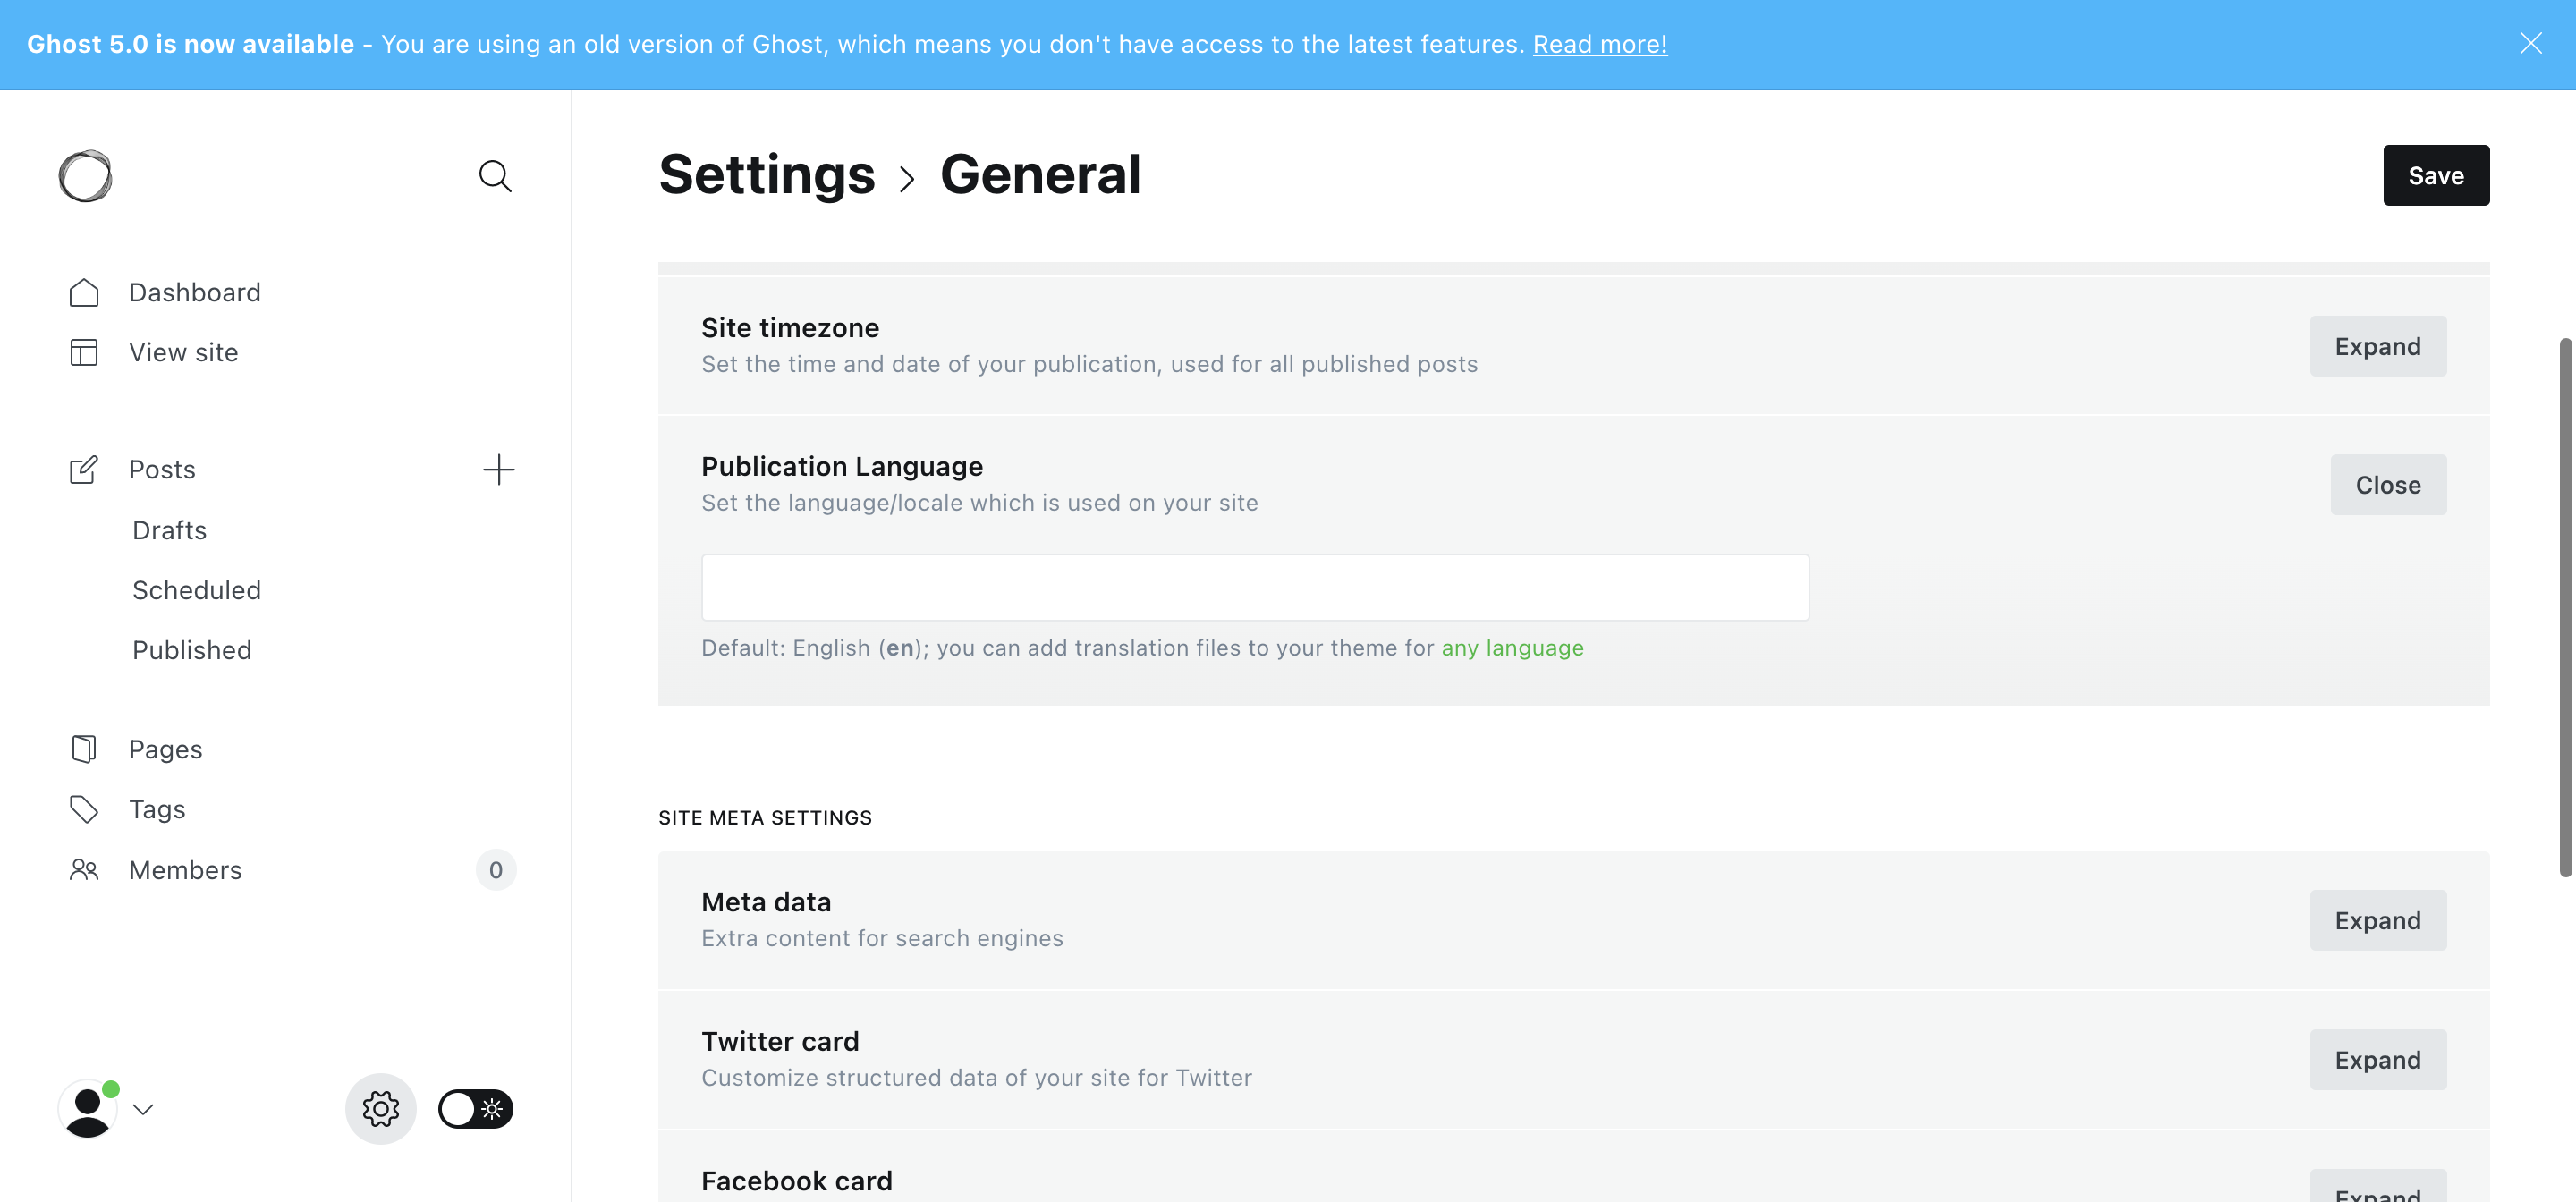 Ghost 5.0 is now available - You are using an old version of Ghost, which means you don't have access to the latest features. Read more!
Dashboard
View site
Posts
Drafts
Scheduled
Published
Pages
Tags
Members
0
Settings > General
Save
Site timezone
Set the time and date of your publication, used for all published posts
Expand
Publication Language
Set the language/locale which is used on your site
Close
Default: English (en); you can add translation files to your theme for any language
SITE META SETTINGS
Meta data
Extra content for search engines
Expand
Twitter card
Customize structured data of your site for Twitter
Expand
Facebook card
Expand